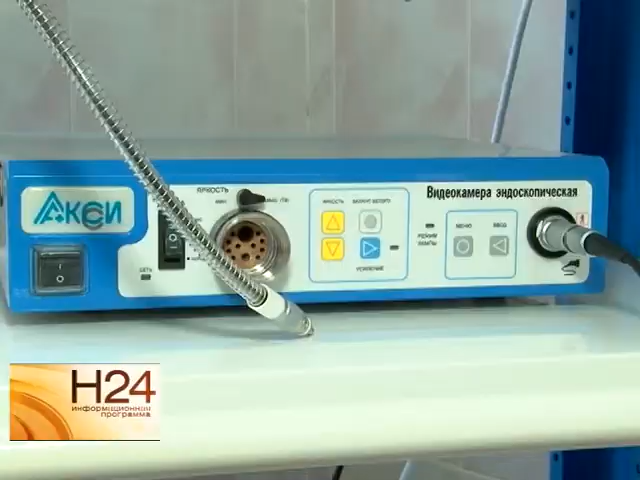 ЯРКОСТЬ
Видеокамера эндоскопическая
Акси
МИН
ЯРКОСТЬ
БАЛАНС БЕЛОГО
РЕЖИМ
ЛАМПЫ
МЕНЮ
ВВОД
СЕТЬ
УСИЛЕНИЕ
Н24
информационная
программа